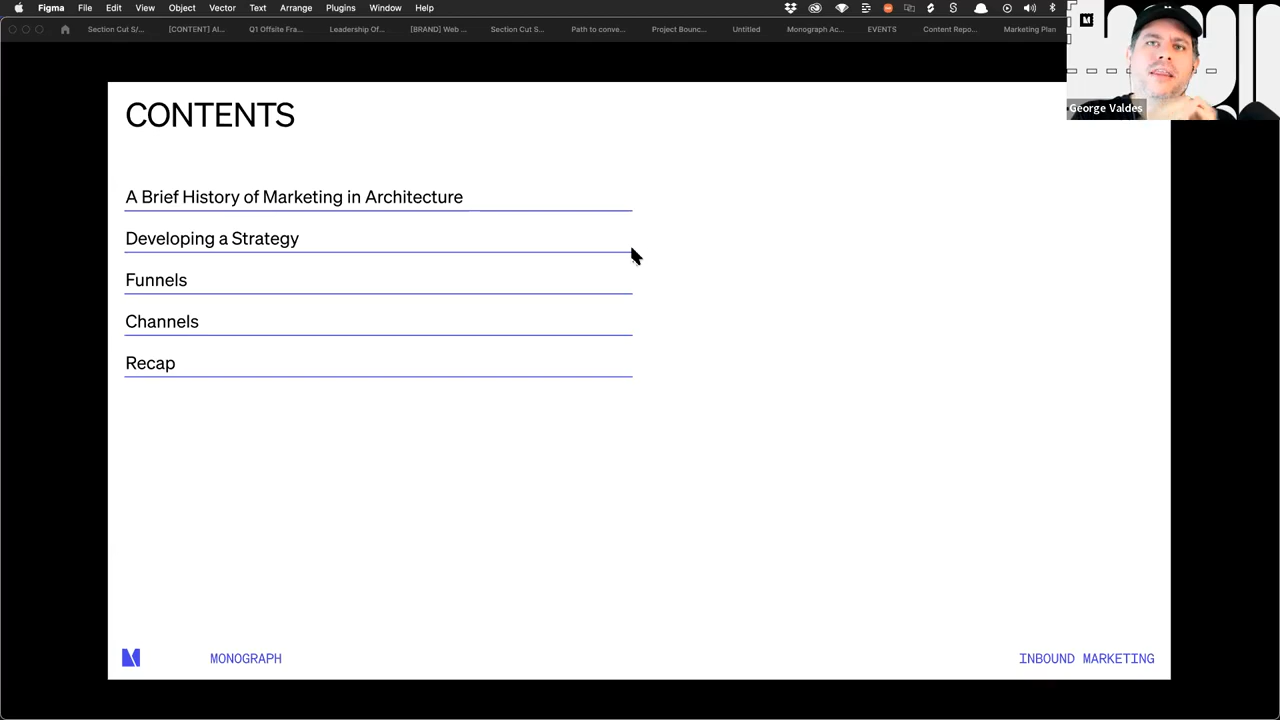 Figma File Edit View Object Vector Text Arrange Plugins Window Help
Section Cut S/... [CONTENT] AI... Q1 Offsite Fra... Leadership Of... [BRAND] Web ... Section Cut S... Path to conve... Project Bounc... Untitled Monograph Ac... EVENTS Content Repo... Marketing Plan
George Valdes
CONTENTS
A Brief History of Marketing in Architecture
Developing a Strategy
Funnels
Channels
Recap
MONOGRAPH
INBOUND MARKETING